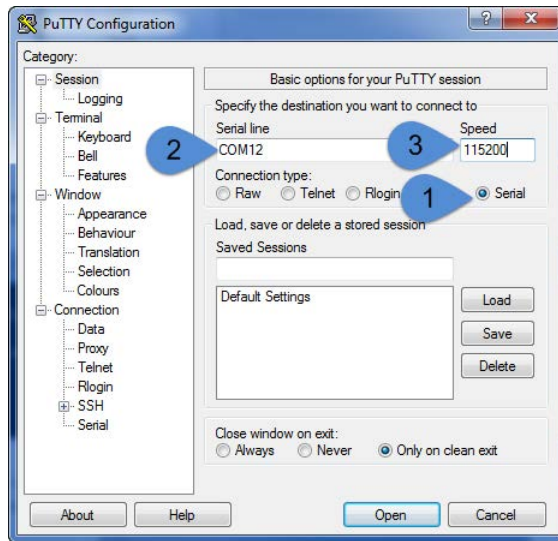 PuTTY Configuration
Category:
Session
Logging
Terminal
Keyboard
Bell
Features
Window
Appearance
Behaviour
Translation
Selection
Colours
Connection
Data
Proxy
Telnet
Rlogin
SSH
Serial
Basic options for your PuTTY session
Specify the destination you want to connect to
Serial line Speed
2 COM12 3 115200
Connection type:
Raw Telnet Rlogin 1 Serial
Load, save or delete a stored session
Saved Sessions
Default Settings
Load
Save
Delete
Close window on exit:
Always Never Only on clean exit
About Help Open Cancel